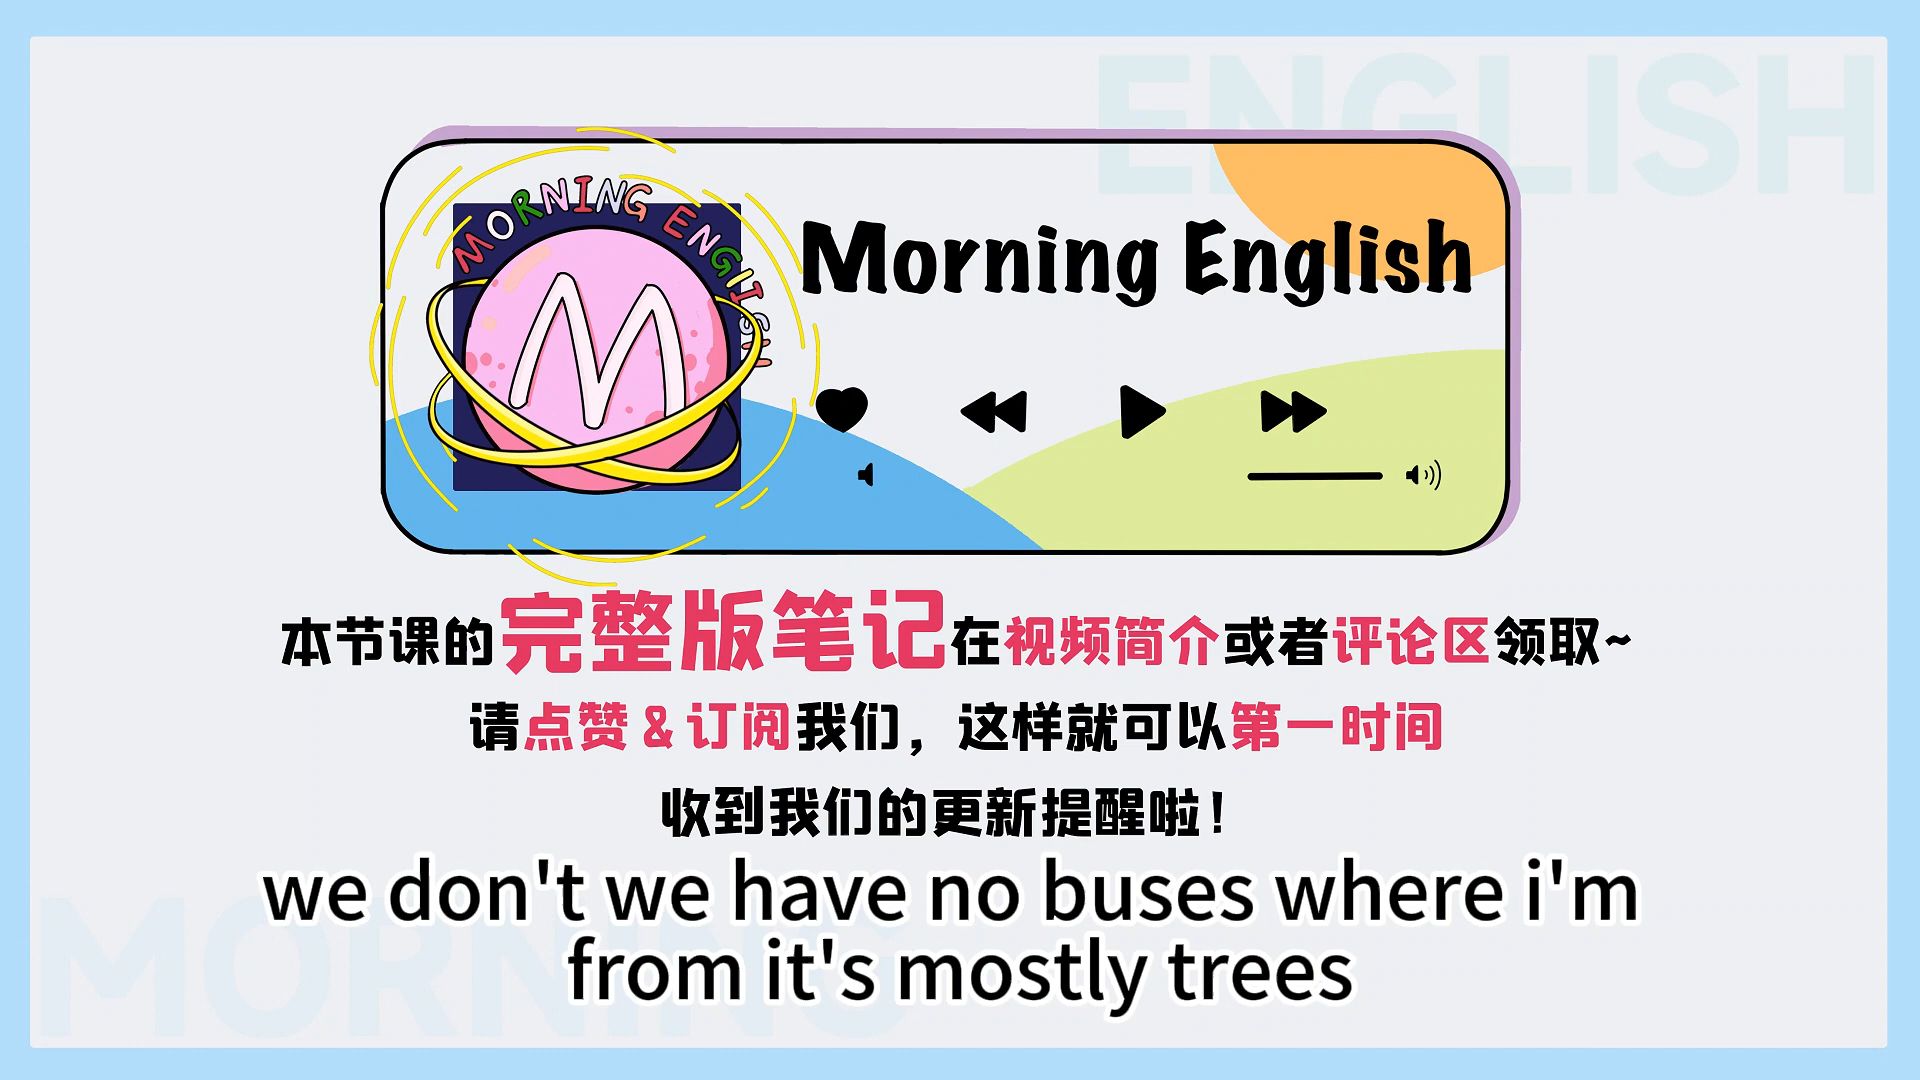 ENGLISH
MORNING ENGLISH
M
Morning English
本节课的完整版笔记在视频简介或者评论区领取~
请点赞&订阅我们，这样就可以第一时间
收到我们的更新提醒啦！
we don't we have no buses where i'm
from it's mostly trees
MORNING